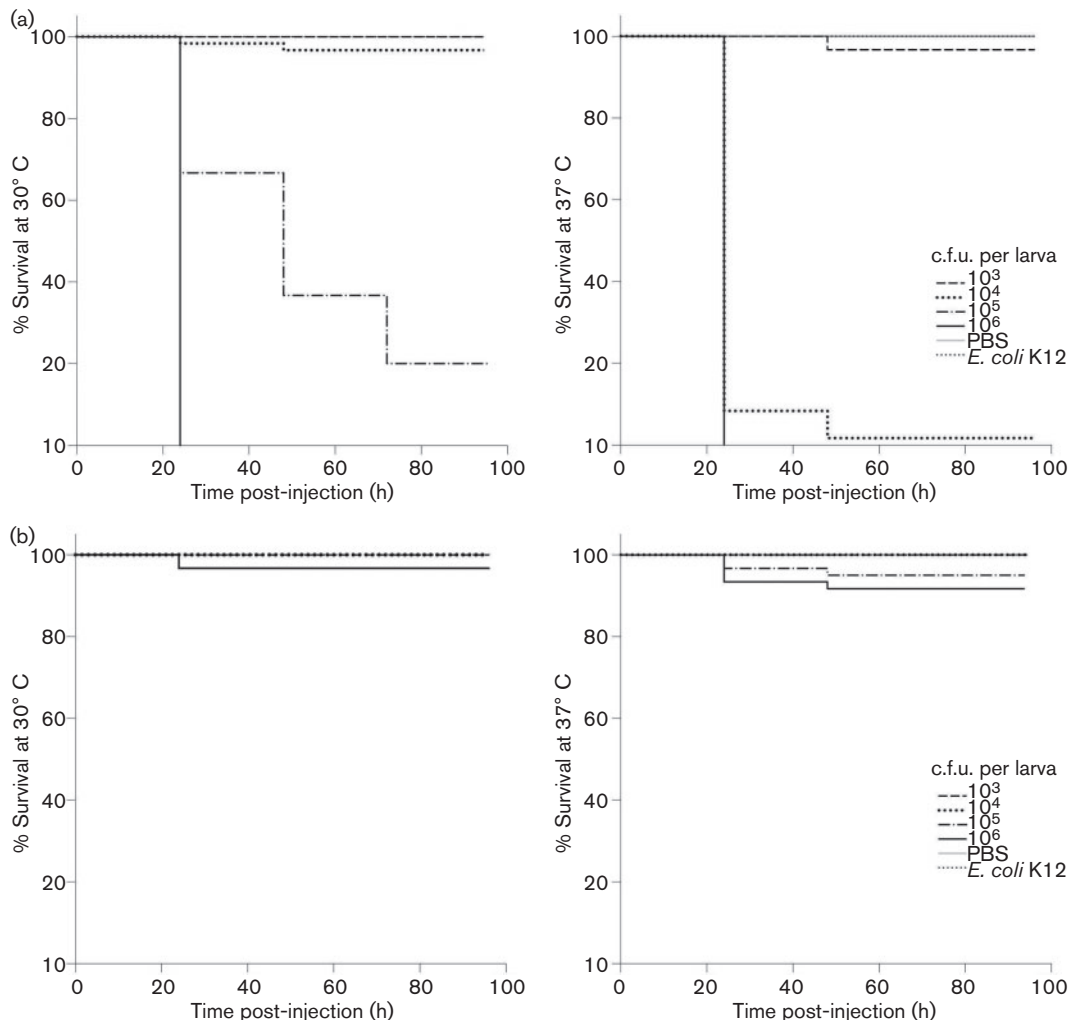 (a)
100
80
60
40
20
10
% Survival at 30° C
0 20 40 60 80 100
Time post-injection (h)
100
80
60
40
20
10
% Survival at 37° C
c.f.u. per larva
10³
10⁴
10⁵
10⁶
PBS
E. coli K12
0 20 40 60 80 100
Time post-injection (h)
(b)
100
80
60
40
20
10
% Survival at 30° C
0 20 40 60 80 100
Time post-injection (h)
100
80
60
40
20
10
% Survival at 37° C
c.f.u. per larva
10³
10⁴
10⁵
10⁶
PBS
E. coli K12
0 20 40 60 80 100
Time post-injection (h)